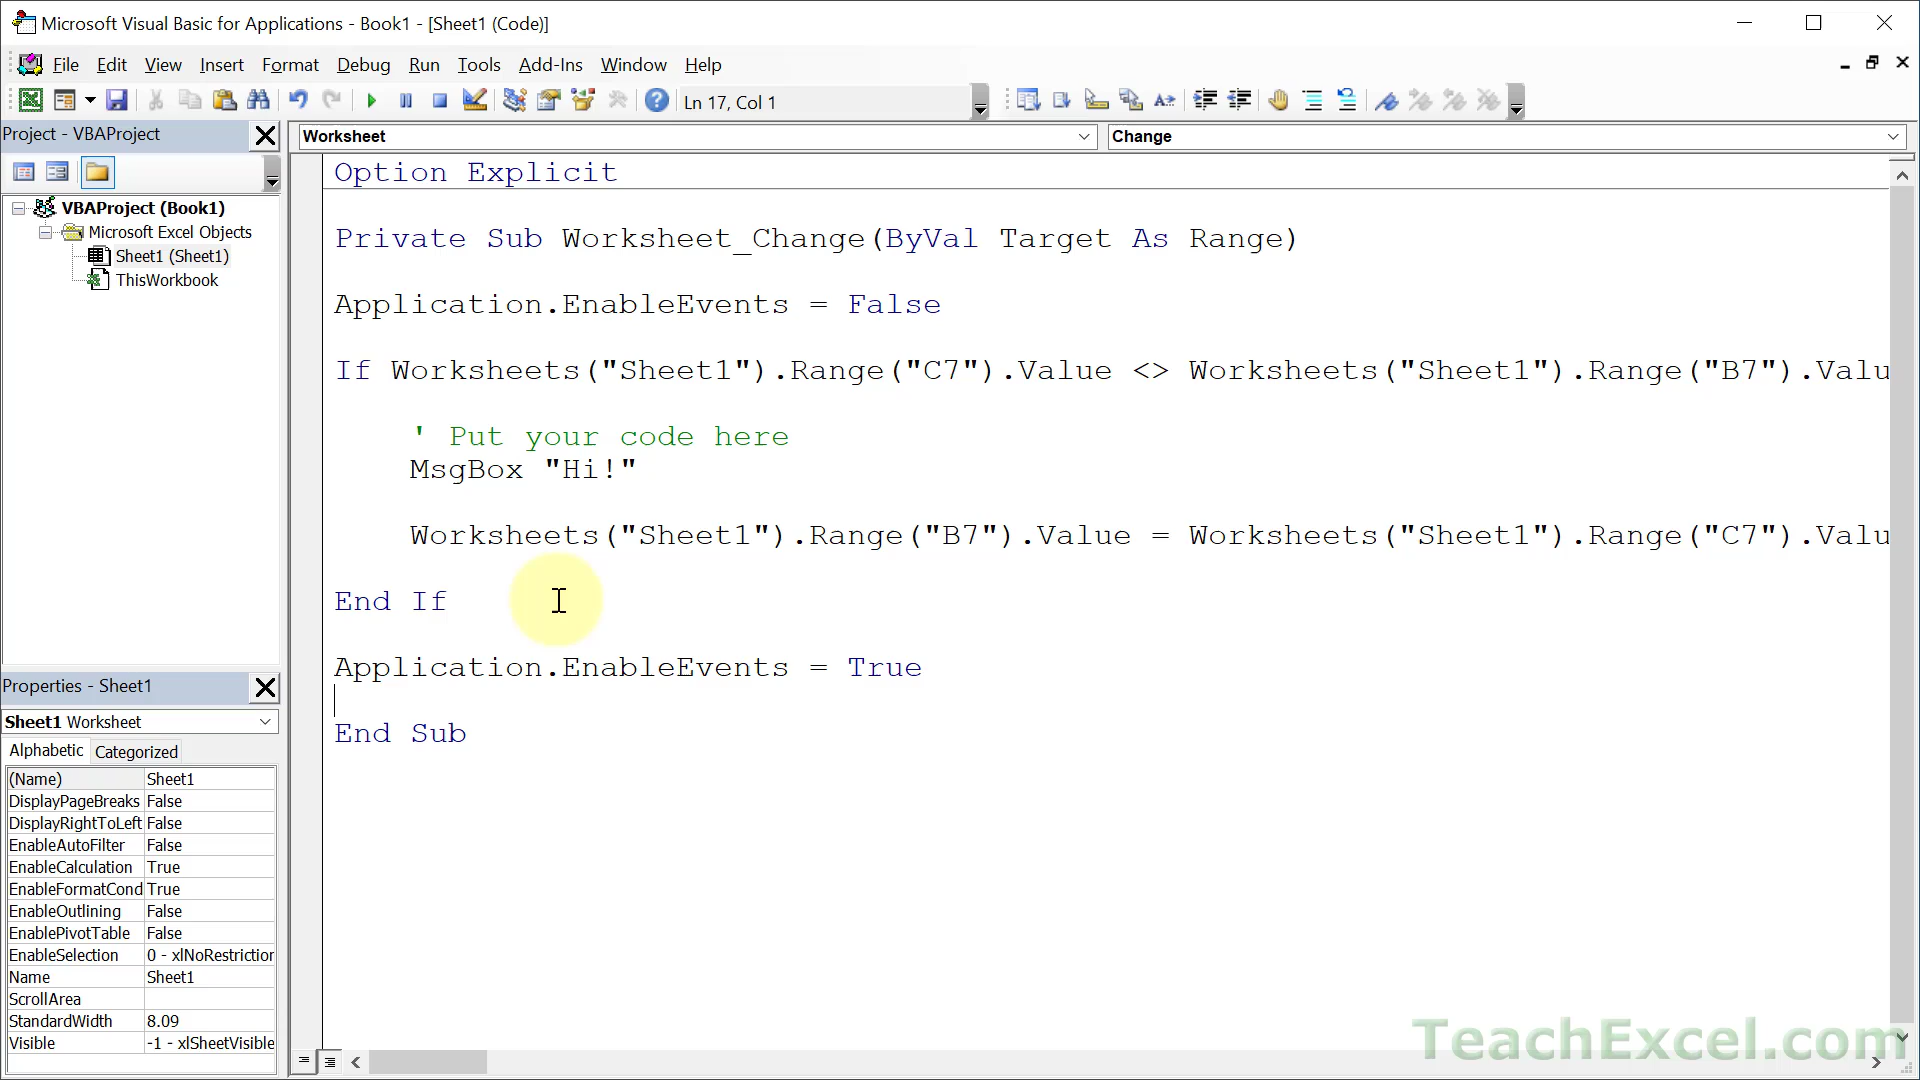 Microsoft Visual Basic for Applications - Book1 - [Sheet1 (Code)]
File Edit View Insert Format Debug Run Tools Add-Ins Window Help
Ln 17, Col 1
Project - VBAProject
Worksheet
Change
VBAProject (Book1)
Microsoft Excel Objects
Sheet1 (Sheet1)
ThisWorkbook
Option Explicit
Private Sub Worksheet_Change(ByVal Target As Range)
Application.EnableEvents = False
If Worksheets("Sheet1").Range("C7").Value <> Worksheets("Sheet1").Range("B7").Valu
' Put your code here
MsgBox "Hi!"
Worksheets("Sheet1").Range("B7").Value = Worksheets("Sheet1").Range("C7").Valu
End If
Application.EnableEvents = True
End Sub
Properties - Sheet1
Sheet1 Worksheet
Alphabetic Categorized
(Name) Sheet1
DisplayPageBreaks False
DisplayRightToLeft False
EnableAutoFilter False
EnableCalculation True
EnableFormatCond True
EnableOutlining False
EnablePivotTable False
EnableSelection 0 - xlNoRestriction
Name Sheet1
ScrollArea
StandardWidth 8.09
Visible -1 - xlSheetVisible
TeachExcel.com